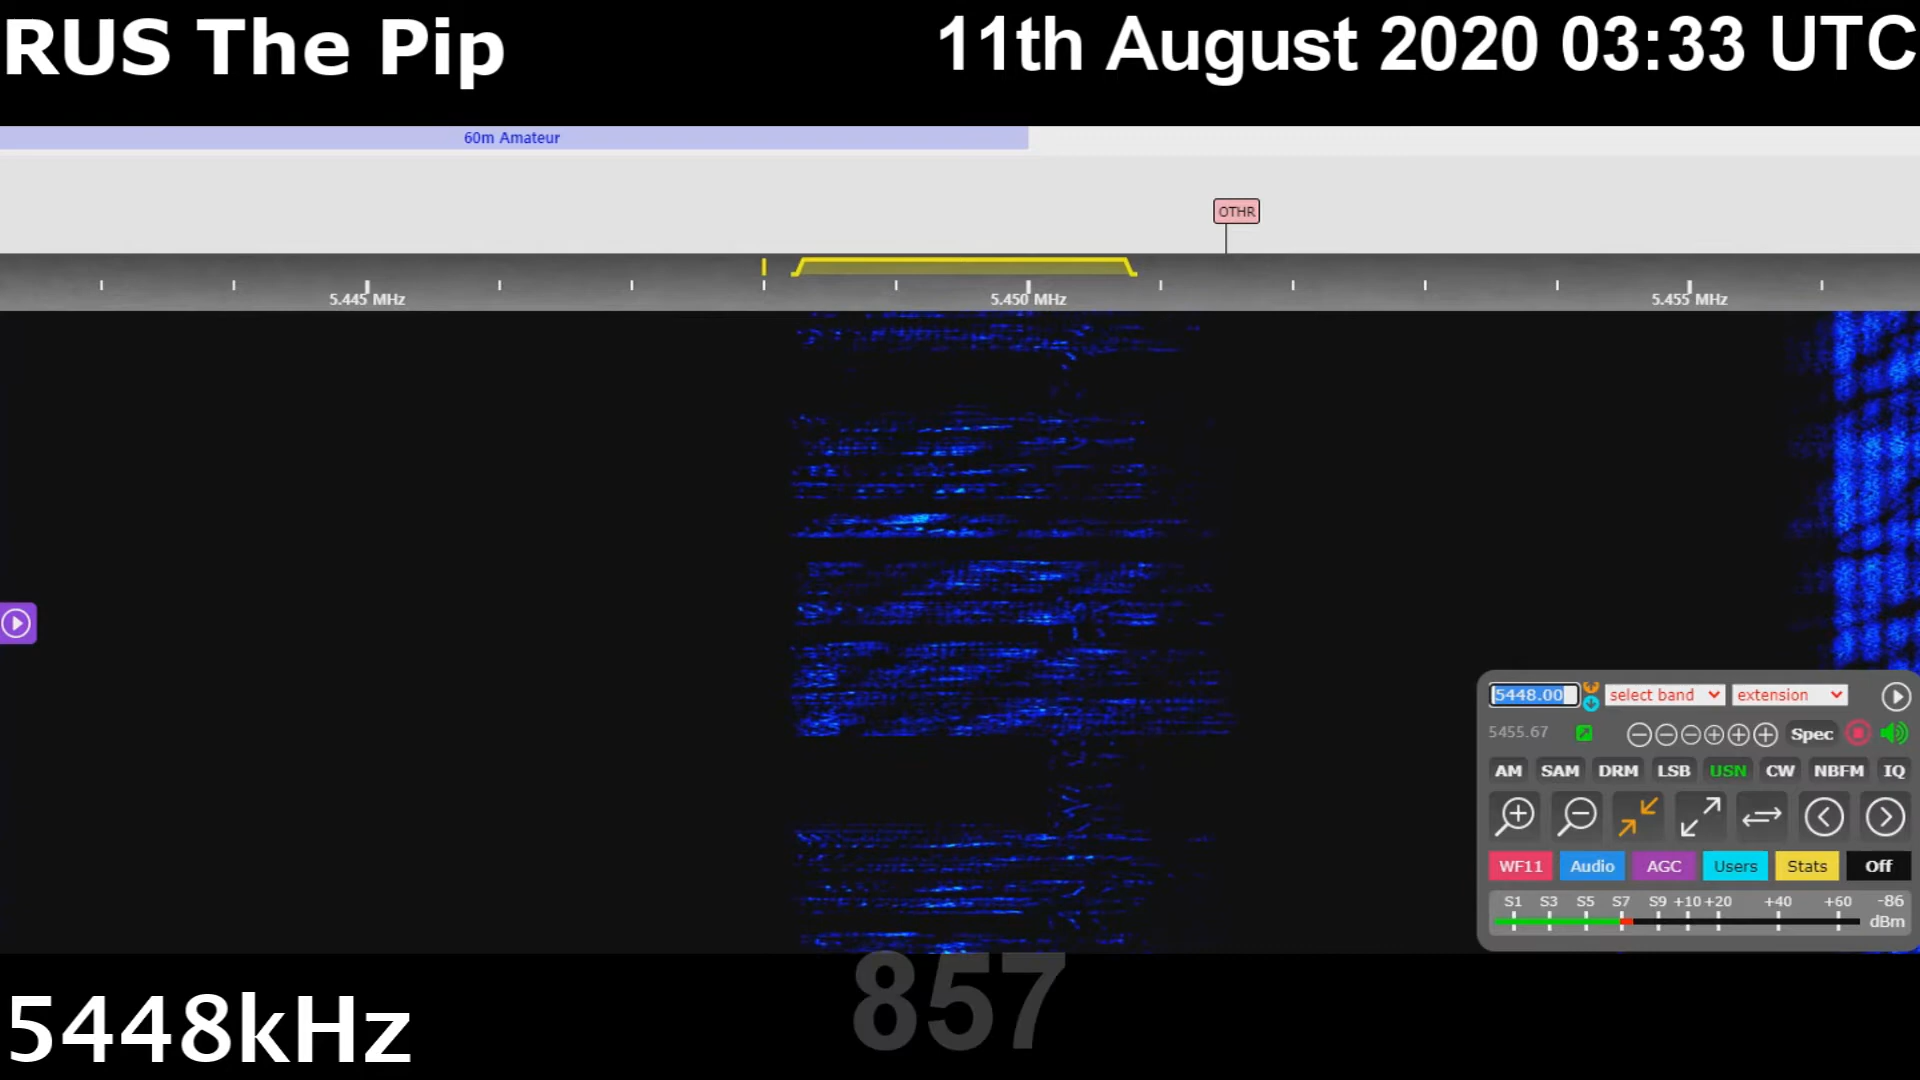 RUS The Pip
11th August 2020 03:33 UTC
60m Amateur
OTHR
5.445 MHz
5.450 MHz
5.455 MHz
5448.00 select band extension
5455.67 Spec
AM SAM DRM LSB USN CW NBFM IQ
WF11 Audio AGC Users Stats Off
S1 S3 S5 S7 S9 +10 +20 +40 +60 -86
dBm
857
5448kHz